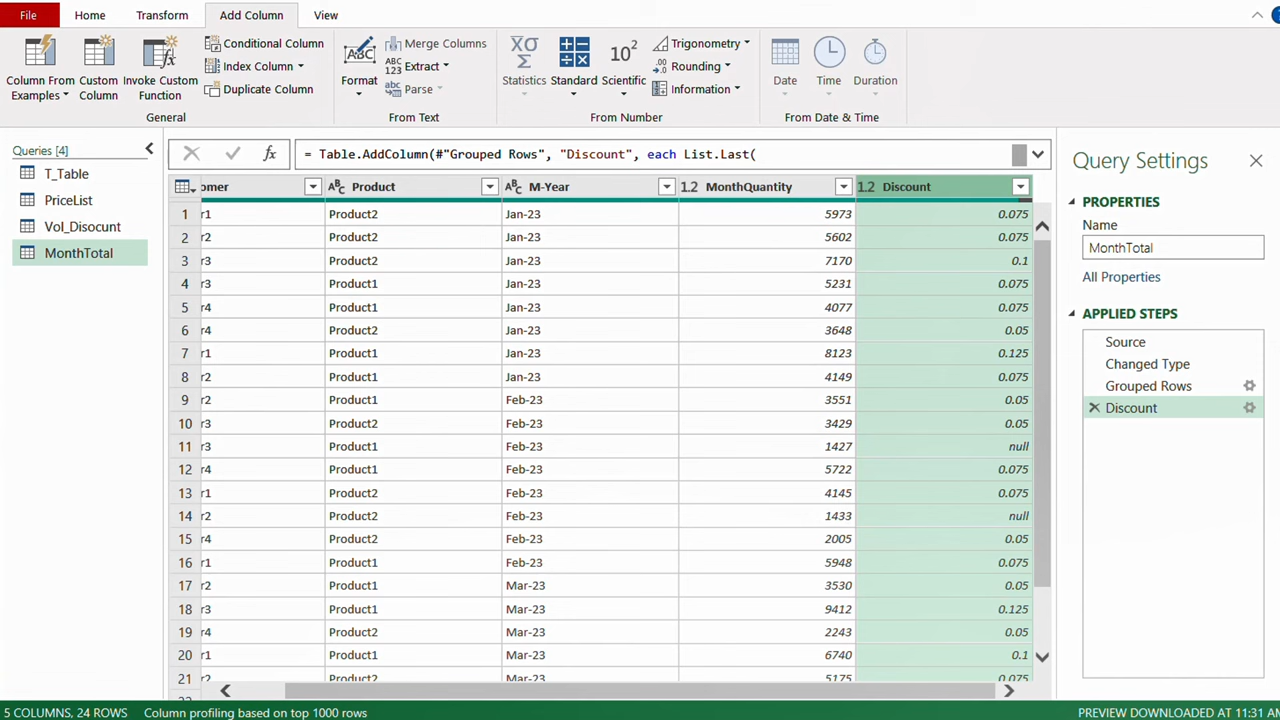 File Home Transform Add Column View
Column From Examples
Custom Column
Invoke Custom Function
Conditional Column
Index Column
Duplicate Column
General
Format
Merge Columns
Extract
Parse
From Text
Statistics
Standard
Scientific
Trigonometry
Rounding
Information
From Number
Date
Time
Duration
From Date & Time
Queries [4]
T_Table
PriceList
Vol_Disocunt
MonthTotal
= Table.AddColumn(#"Grouped Rows", "Discount", each List.Last(
omer Product M-Year 1.2 MonthQuantity 1.2 Discount
1 r1 Product2 Jan-23 5973 0.075
2 r2 Product2 Jan-23 5602 0.075
3 r3 Product2 Jan-23 7170 0.1
4 r3 Product1 Jan-23 5231 0.075
5 r4 Product1 Jan-23 4077 0.075
6 r4 Product2 Jan-23 3648 0.05
7 r1 Product1 Jan-23 8123 0.125
8 r2 Product1 Jan-23 4149 0.075
9 r2 Product2 Feb-23 3551 0.05
10 r3 Product2 Feb-23 3429 0.05
11 r3 Product1 Feb-23 1427 null
12 r4 Product1 Feb-23 5722 0.075
13 r1 Product2 Feb-23 4145 0.075
14 r2 Product2 Feb-23 1433 null
15 r4 Product2 Feb-23 2005 0.05
16 r1 Product1 Feb-23 5948 0.075
17 r2 Product1 Mar-23 3530 0.05
18 r3 Product1 Mar-23 9412 0.125
19 r4 Product2 Mar-23 2243 0.05
20 r1 Product1 Mar-23 6740 0.1
21 r2 Product2 Mar-23 5175 0.075
Query Settings
PROPERTIES
Name
MonthTotal
All Properties
APPLIED STEPS
Source
Changed Type
Grouped Rows
Discount
5 COLUMNS, 24 ROWS Column profiling based on top 1000 rows PREVIEW DOWNLOADED AT 11:31 AM